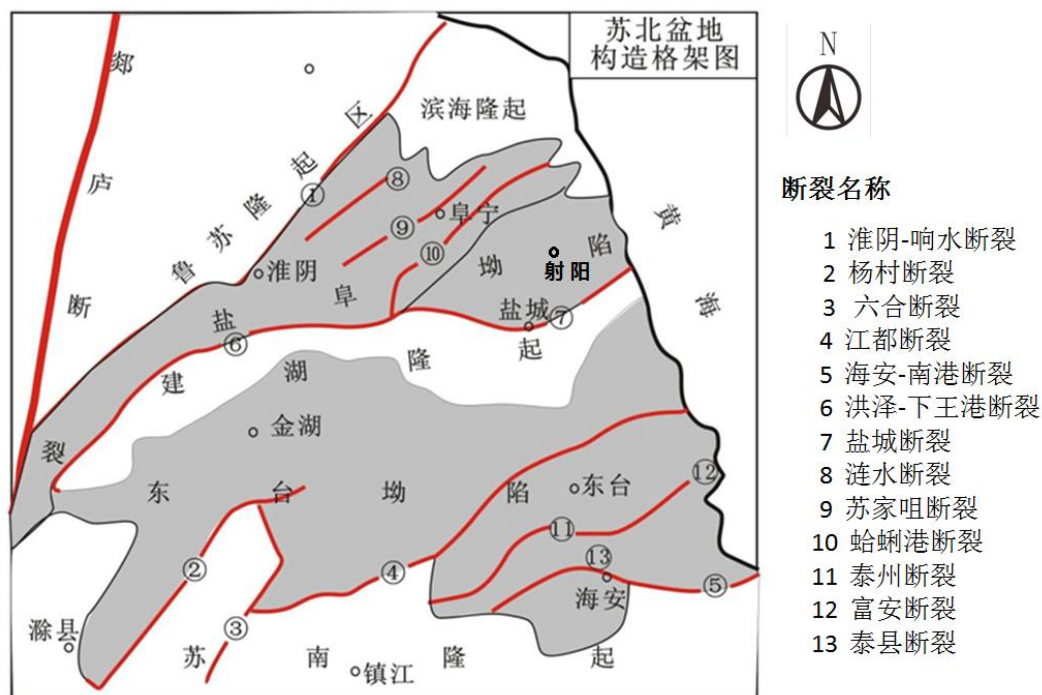 苏北盆地
构造格架图
N
郯
庐
断
裂
鲁苏隆起区
滨海隆起
黄海
①
⑧
⑨
阜宁
⑩
淮阴
盐阜坳陷
射阳
盐城
⑦
⑥
建湖隆起
金湖
东台坳陷
东台
⑫
⑪
⑬
②
④
⑤
海安
③
滁县
苏南隆起
镇江
断裂名称
1 淮阴-响水断裂
2 杨村断裂
3 六合断裂
4 江都断裂
5 海安-南港断裂
6 洪泽-下王港断裂
7 盐城断裂
8 涟水断裂
9 苏家咀断裂
10 蛤蜊港断裂
11 泰州断裂
12 富安断裂
13 泰县断裂